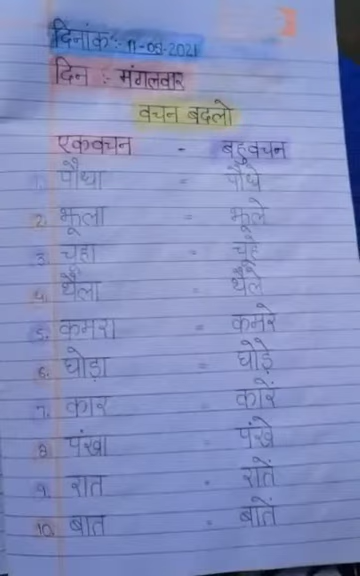 दिनांक :- 11-05-2021
दिन :- मंगलवार
वचन बदलो
एकवचन - बहुवचन
1. पौधा - पौधे
2. झूला - झूले
3. चूहा - चूहे
4. थैला - थैले
5. कमरा - कमरे
6. घोड़ा - घोड़े
7. कार - कारें
8. पंखा - पंखे
9. रात - रातें
10. बात - बातें